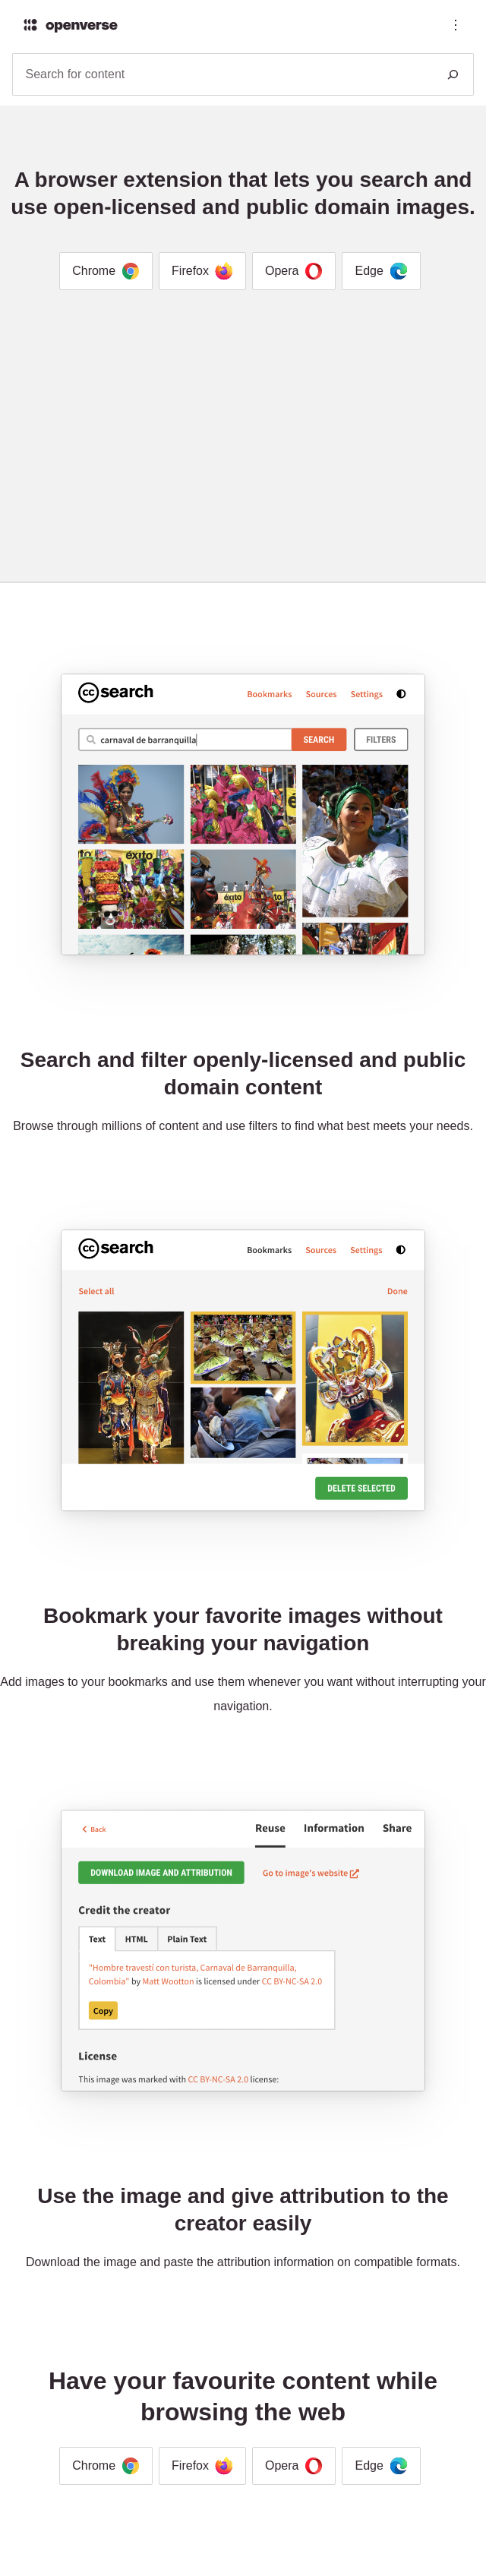 openverse
Search for content
A browser extension that lets you search and
use open-licensed and public domain images.
Chrome
Firefox
Opera
Edge
cc search
Bookmarks
Sources
Settings
carnaval de barranquilla
SEARCH
FILTERS
éxito
éxito
Search and filter openly-licensed and public
domain content
Browse through millions of content and use filters to find what best meets your needs.
cc search
Bookmarks
Sources
Settings
Select all
Done
DELETE SELECTED
Bookmark your favorite images without
breaking your navigation
Add images to your bookmarks and use them whenever you want without interrupting your
navigation.
Back
Reuse
Information
Share
DOWNLOAD IMAGE AND ATTRIBUTION
Go to image's website
Credit the creator
Text
HTML
Plain Text
"Hombre travestí con turista, Carnaval de Barranquilla,
Colombia" by Matt Wootton is licensed under CC BY-NC-SA 2.0
Copy
License
This image was marked with CC BY-NC-SA 2.0 license:
Use the image and give attribution to the
creator easily
Download the image and paste the attribution information on compatible formats.
Have your favourite content while
browsing the web
Chrome
Firefox
Opera
Edge